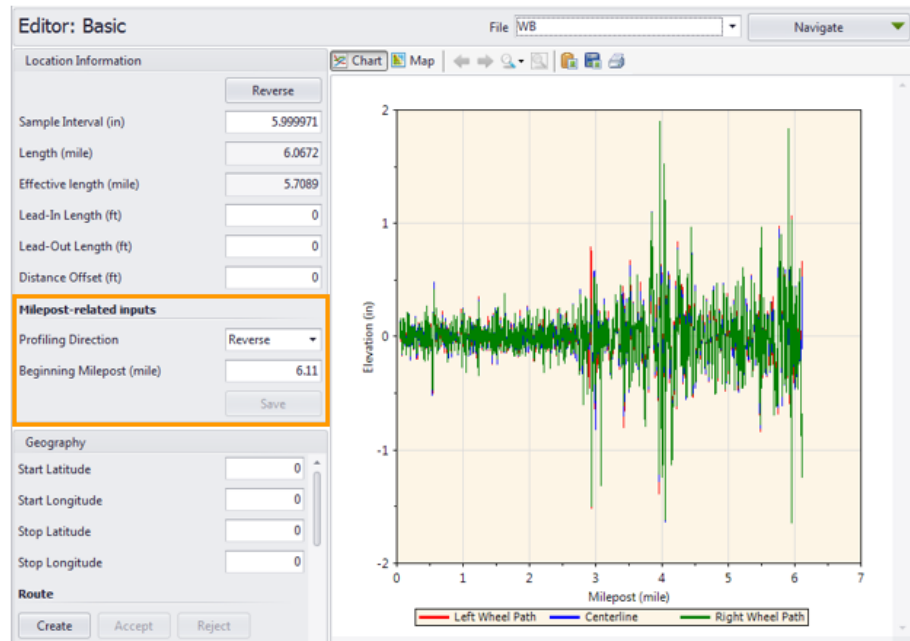 Editor: Basic
File WB
Navigate
Location Information
Chart Map
Reverse
Sample Interval (in) 5.999971
Length (mile) 6.0672
Effective length (mile) 5.7089
Lead-In Length (ft) 0
Lead-Out Length (ft) 0
Distance Offset (ft) 0
Milepost-related inputs
Profiling Direction Reverse
Beginning Milepost (mile) 6.11
Save
Geography
Start Latitude 0
Start Longitude 0
Stop Latitude 0
Stop Longitude 0
Route
Create Accept Reject
2
1
0
-1
-2
Elevation (in)
0 1 2 3 4 5 6 7
Milepost (mile)
Left Wheel Path Centerline Right Wheel Path